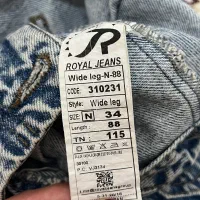 R
ROYAL JEANS
Wide leg-N-88
CODE: 310231
Style: Wide leg
SIZE: N 34
Length: 88
TN: 115